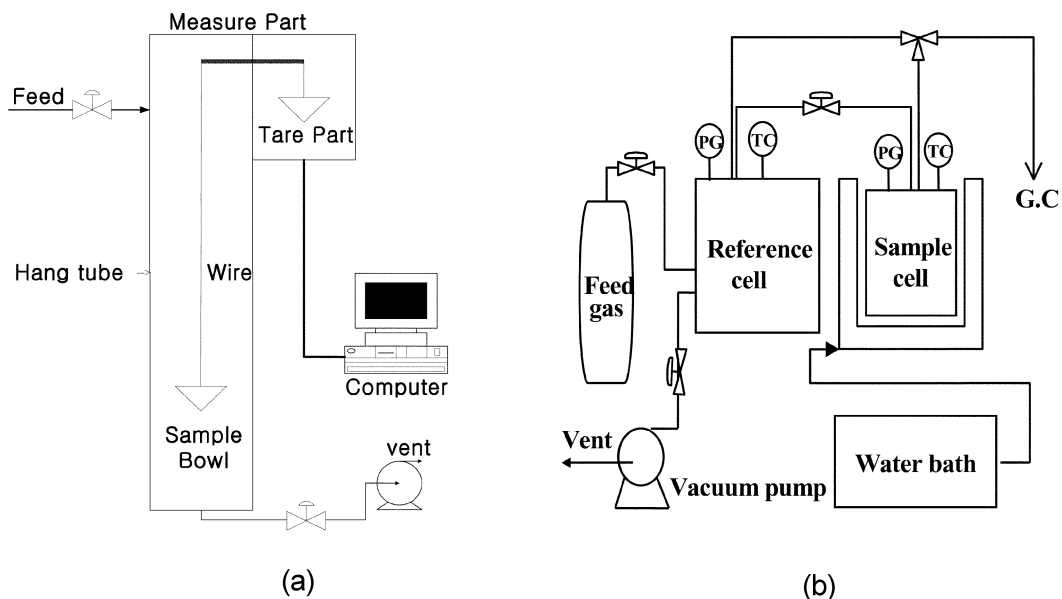 Measure Part
Feed
Tare Part
Hang tube
Wire
Computer
Sample
Bowl
vent
(a)
PG
TC
PG
TC
G.C
Reference
cell
Sample
cell
Feed
gas
Vent
Vacuum pump
Water bath
(b)